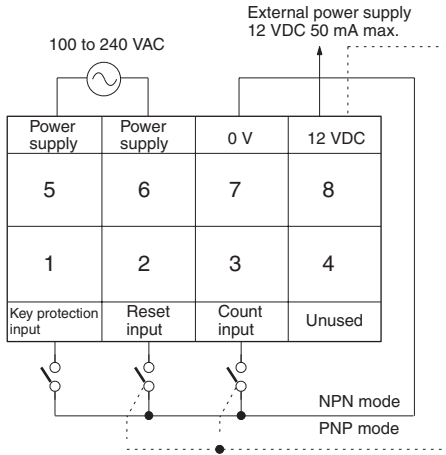 External power supply
12 VDC 50 mA max.
100 to 240 VAC
Power
supply
Power
supply
0 V
12 VDC
5
6
7
8
1
2
3
4
Key protection
input
Reset
input
Count
input
Unused
NPN mode
PNP mode